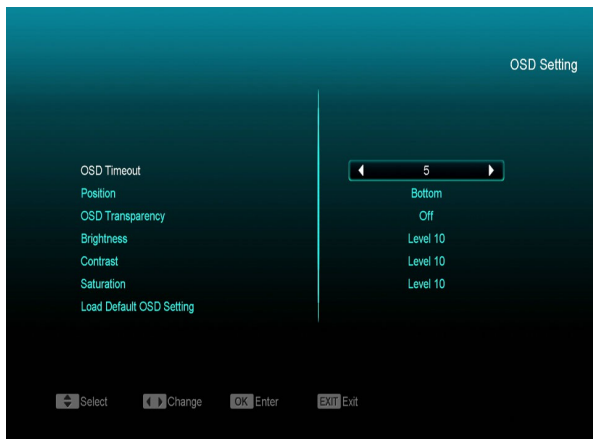 OSD Setting
OSD Timeout 5
Position Bottom
OSD Transparency Off
Brightness Level 10
Contrast Level 10
Saturation Level 10
Load Default OSD Setting
Select Change OK Enter EXIT Exit